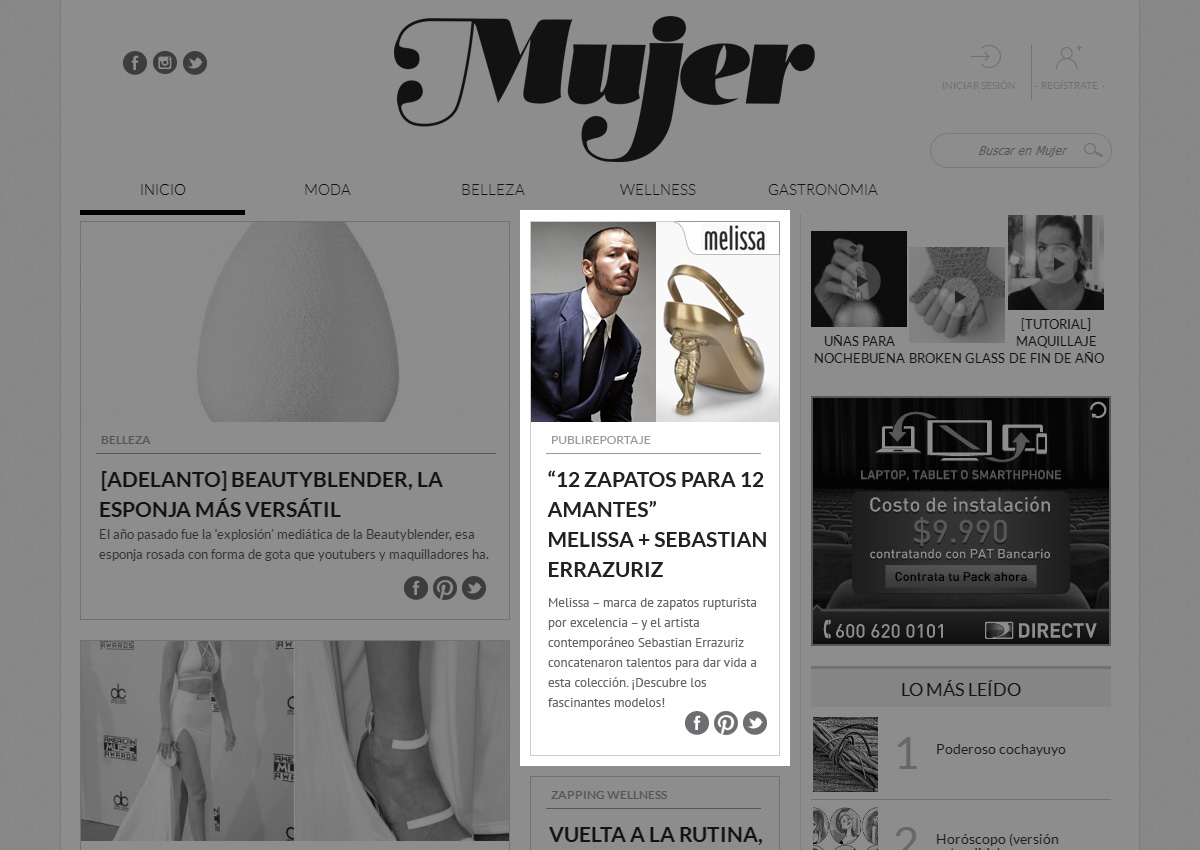 Mujer
INICIAR SESIÓN
REGÍSTRATE
Buscar en Mujer
INICIO
MODA
BELLEZA
WELLNESS
GASTRONOMIA
BELLEZA
[ADELANTO] BEAUTYBLENDER, LA
ESPONJA MÁS VERSÁTIL
El año pasado fue la ‘explosión’ mediática de la Beautyblender, esa
esponja rosada con forma de gota que youtubers y maquilladores ha.
AWARDS
dc
AMERICAN
MUSIC
AWARDS
dc
melissa
PUBLIREPORTAJE
“12 ZAPATOS PARA 12
AMANTES”
MELISSA + SEBASTIAN
ERRAZURIZ
Melissa – marca de zapatos rupturista
por excelencia – y el artista
contemporáneo Sebastian Errazuriz
concatenaron talentos para dar vida a
esta colección. ¡Descubre los
fascinantes modelos!
ZAPPING WELLNESS
VUELTA A LA RUTINA,
UÑAS PARA
NOCHEBUENA
BROKEN GLASS
[TUTORIAL]
MAQUILLAJE
DE FIN DE AÑO
LAPTOP, TABLET O SMARTHPHONE
Costo de instalación
$9.990
contratando con PAT Bancario
Contrata tu Pack ahora
600 620 0101
DIRECTV
LO MÁS LEÍDO
1
Poderoso cochayuyo
2
Horóscopo (versión